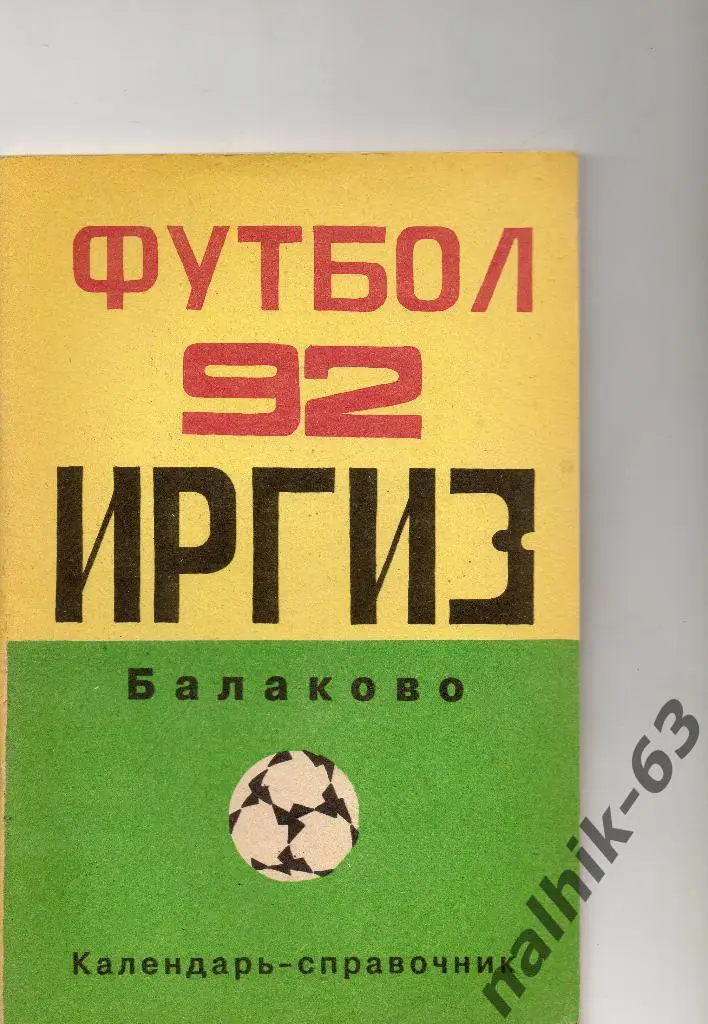 ФУТБОЛ
92
ИРГИЗ
Балаково
Календарь-справочник
nalhik-63